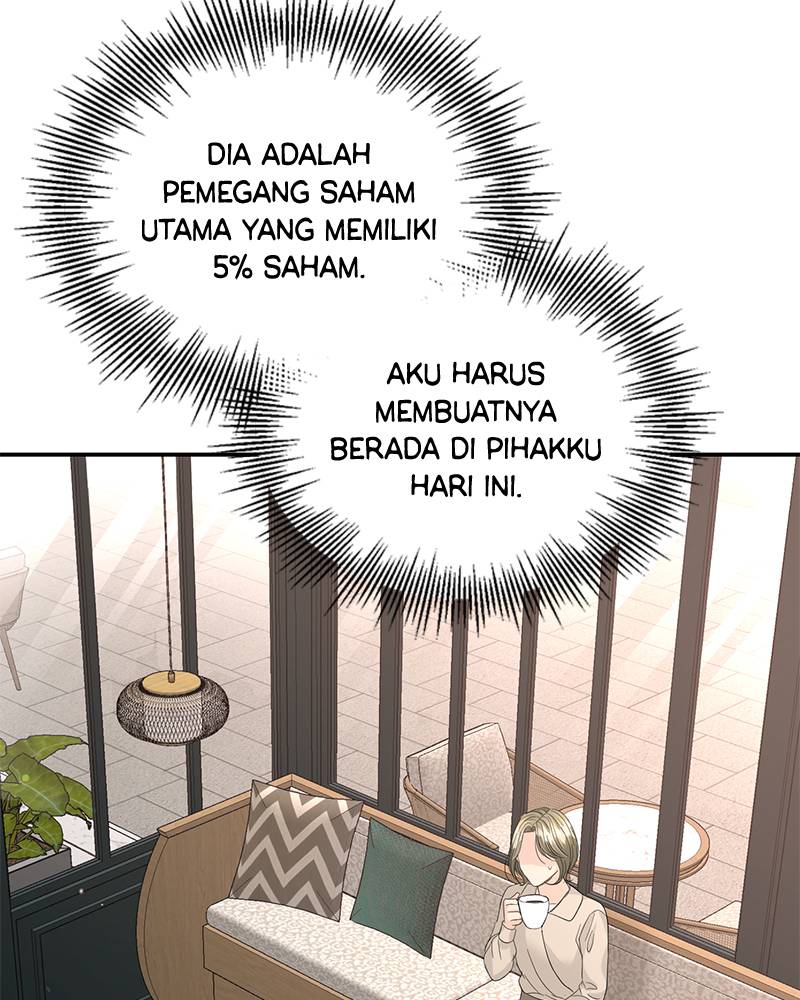 DIA ADALAH
PEMEGANG SAHAM
UTAMA YANG MEMILIKI
5% SAHAM.
AKU HARUS
MEMBUATNYA
BERADA DI PIHAKKU
HARI INI.